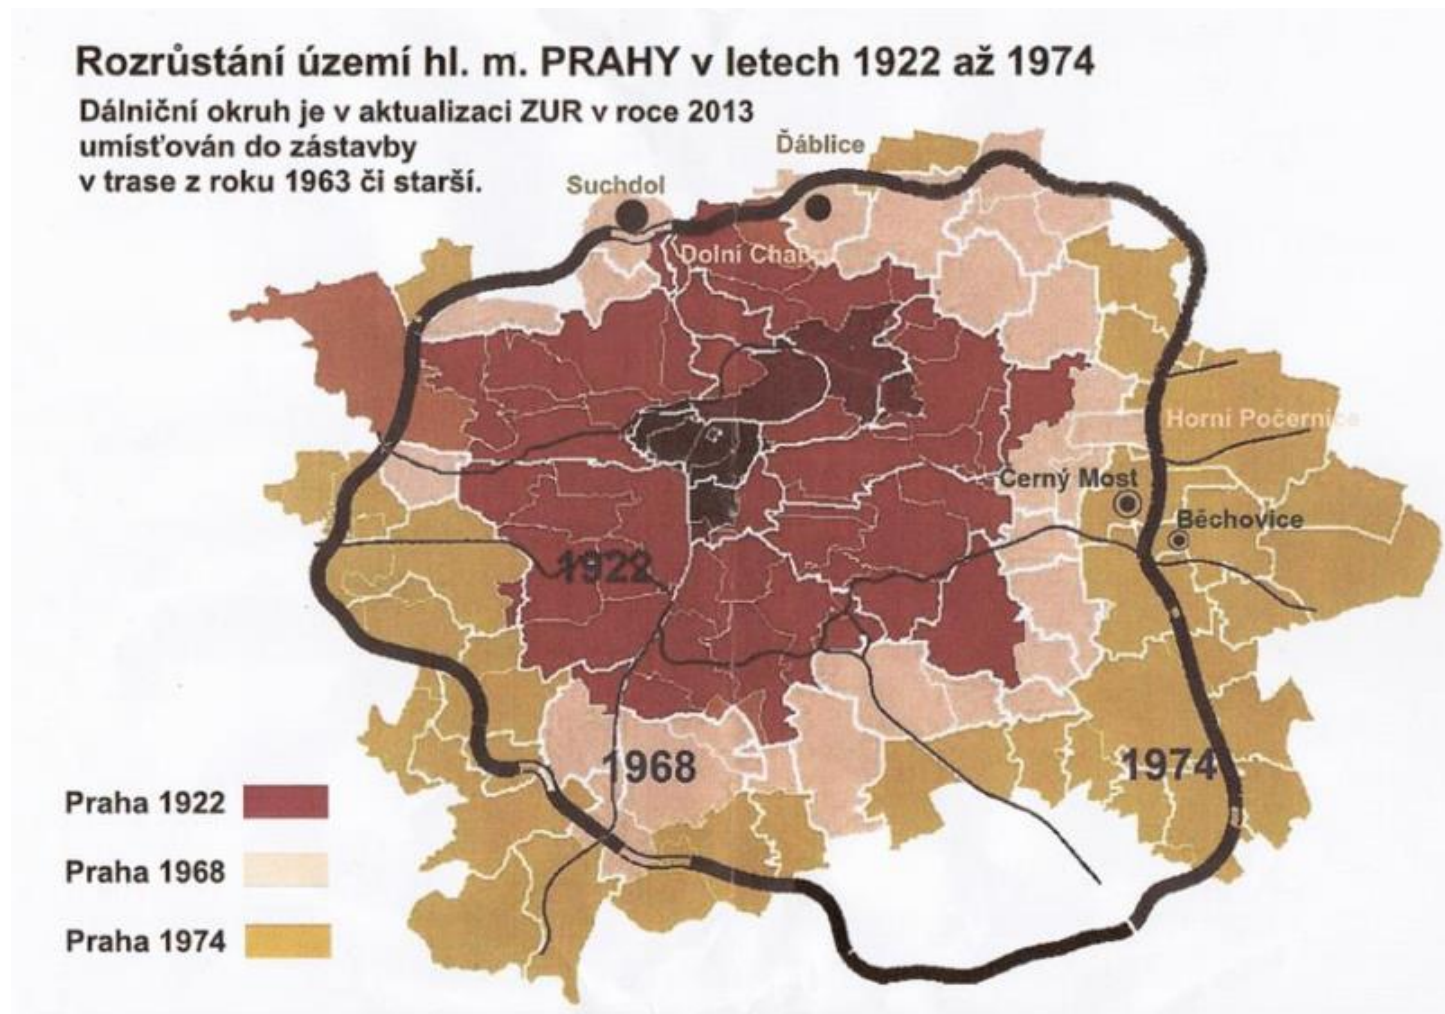 Rozrůstání území hl. m. PRAHY v letech 1922 až 1974
Dálniční okruh je v aktualizaci ZUR v roce 2013
umísťován do zástavby
v trase z roku 1963 či starší.
Ďáblice
Suchdol
Dolní Chabry
Horní Počernice
Černý Most
Běchovice
1922
1968
1974
Praha 1922
Praha 1968
Praha 1974